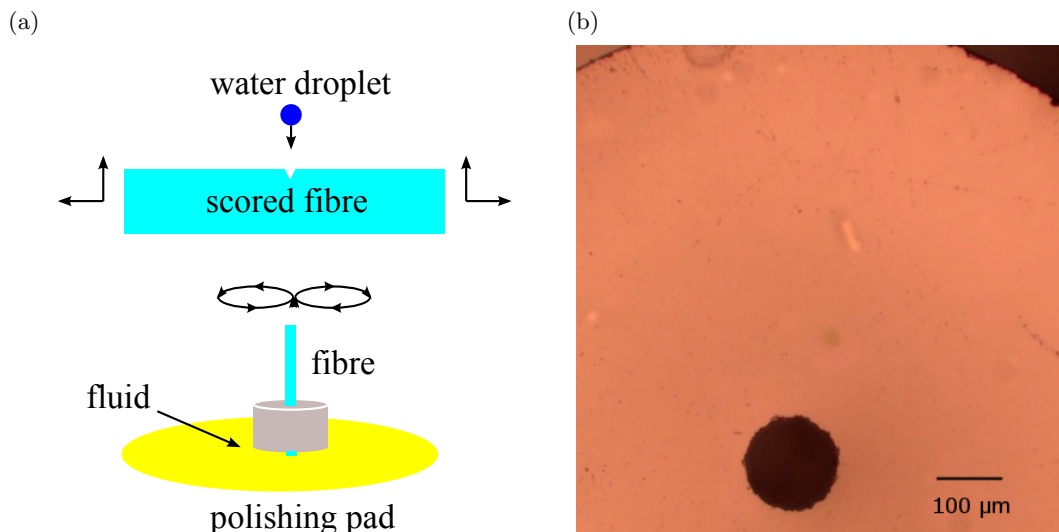 (a)
water droplet
scored fibre
fibre
fluid
polishing pad
(b)
100 µm